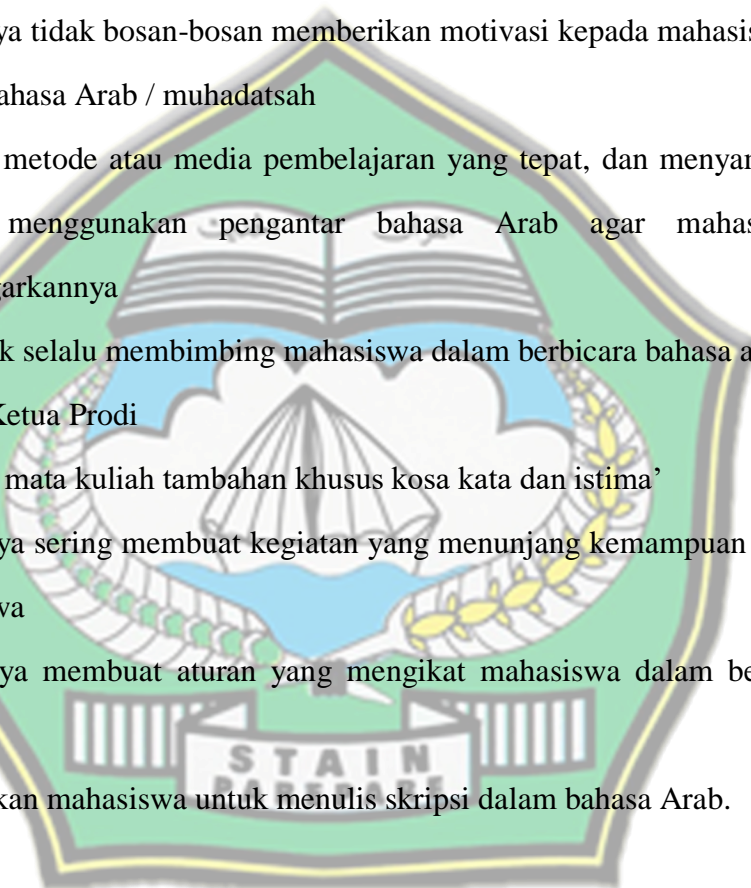 ya tidak bosan-bosan memberikan motivasi kepada mahasis
ahasa Arab / muhadatsah
metode atau media pembelajaran yang tepat, dan menyam
menggunakan pengantar bahasa Arab agar mahas
garkannya
k selalu membimbing mahasiswa dalam berbicara bahasa a
Ketua Prodi
mata kuliah tambahan khusus kosa kata dan istima’
ya sering membuat kegiatan yang menunjang kemampuan
wa
ya membuat aturan yang mengikat mahasiswa dalam be
STAIN
PAREPARE
kan mahasiswa untuk menulis skripsi dalam bahasa Arab.